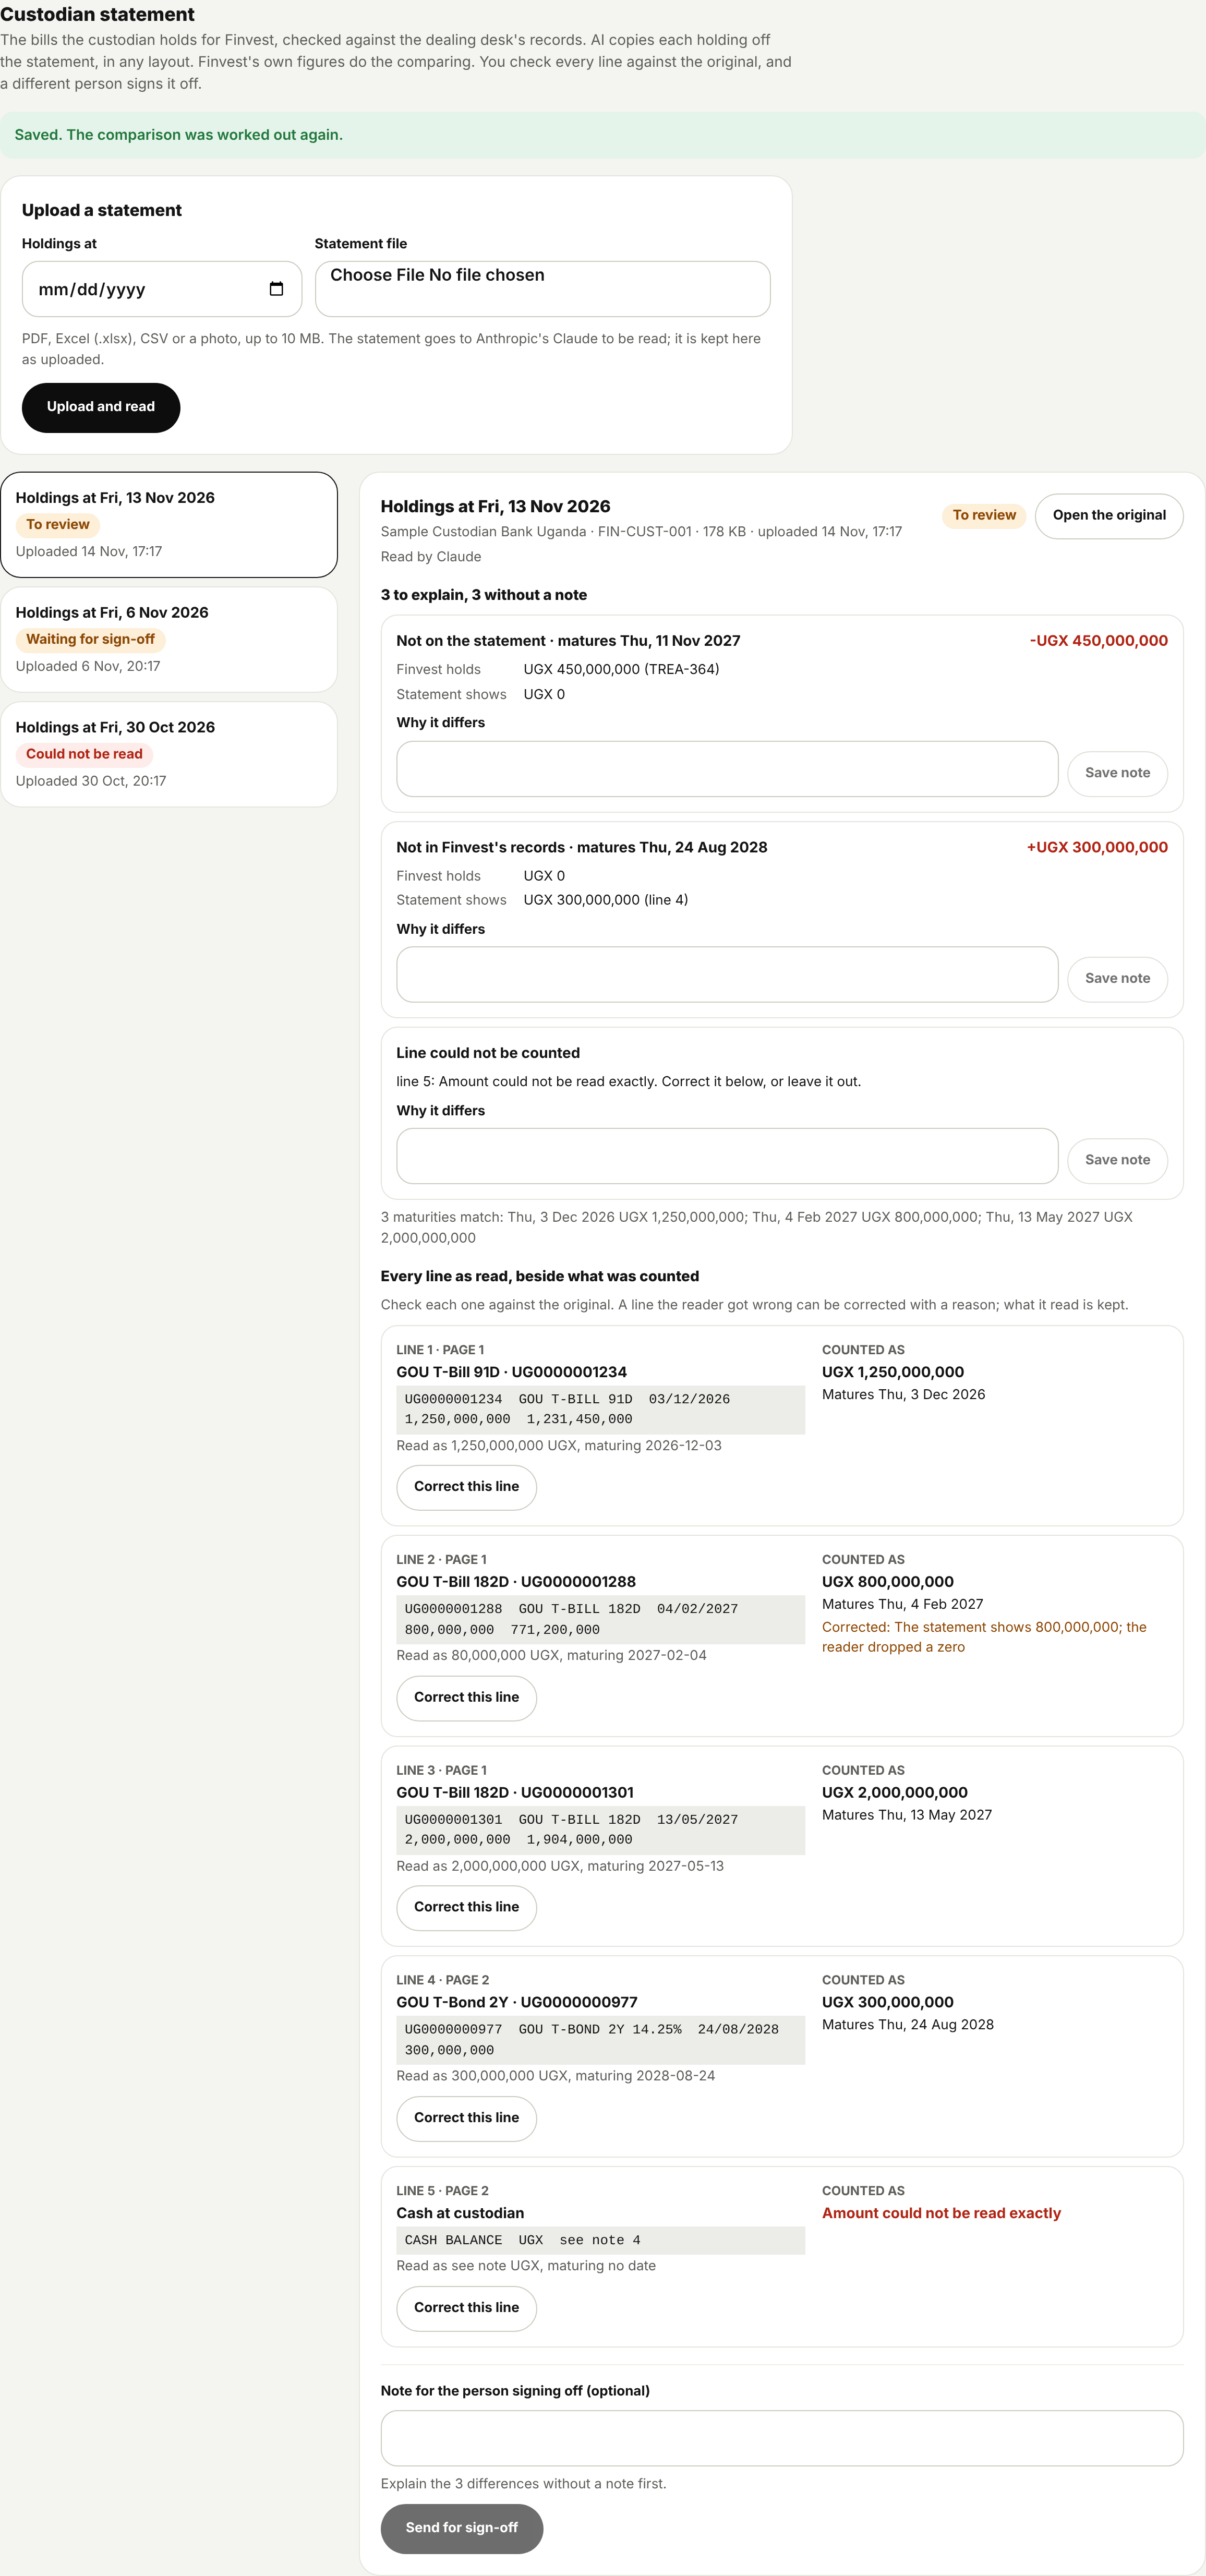 Custodian statement
The bills the custodian holds for Finvest, checked against the dealing desk's records. AI copies each holding off
the statement, in any layout. Finvest's own figures do the comparing. You check every line against the original, and
a different person signs it off.
Saved. The comparison was worked out again.
Upload a statement
Holdings at
Statement file
mm/dd/yyyy
Choose File No file chosen
PDF, Excel (.xlsx), CSV or a photo, up to 10 MB. The statement goes to Anthropic's Claude to be read; it is kept here
as uploaded.
Upload and read
Holdings at Fri, 13 Nov 2026
To review
Uploaded 14 Nov, 17:17
Holdings at Fri, 6 Nov 2026
Waiting for sign-off
Uploaded 6 Nov, 20:17
Holdings at Fri, 30 Oct 2026
Could not be read
Uploaded 30 Oct, 20:17
Holdings at Fri, 13 Nov 2026
Sample Custodian Bank Uganda · FIN-CUST-001 · 178 KB · uploaded 14 Nov, 17:17
Read by Claude
To review
Open the original
3 to explain, 3 without a note
Not on the statement · matures Thu, 11 Nov 2027
-UGX 450,000,000
Finvest holds UGX 450,000,000 (TREA-364)
Statement shows UGX 0
Why it differs
Save note
Not in Finvest's records · matures Thu, 24 Aug 2028
+UGX 300,000,000
Finvest holds UGX 0
Statement shows UGX 300,000,000 (line 4)
Why it differs
Save note
Line could not be counted
line 5: Amount could not be read exactly. Correct it below, or leave it out.
Why it differs
Save note
3 maturities match: Thu, 3 Dec 2026 UGX 1,250,000,000; Thu, 4 Feb 2027 UGX 800,000,000; Thu, 13 May 2027 UGX
2,000,000,000
Every line as read, beside what was counted
Check each one against the original. A line the reader got wrong can be corrected with a reason; what it read is kept.
LINE 1 · PAGE 1
GOU T-Bill 91D · UG0000001234
UG0000001234 GOU T-BILL 91D 03/12/2026
1,250,000,000 1,231,450,000
Read as 1,250,000,000 UGX, maturing 2026-12-03
Correct this line
COUNTED AS
UGX 1,250,000,000
Matures Thu, 3 Dec 2026
LINE 2 · PAGE 1
GOU T-Bill 182D · UG0000001288
UG0000001288 GOU T-BILL 182D 04/02/2027
800,000,000 771,200,000
Read as 80,000,000 UGX, maturing 2027-02-04
Correct this line
COUNTED AS
UGX 800,000,000
Matures Thu, 4 Feb 2027
Corrected: The statement shows 800,000,000; the
reader dropped a zero
LINE 3 · PAGE 1
GOU T-Bill 182D · UG0000001301
UG0000001301 GOU T-BILL 182D 13/05/2027
2,000,000,000 1,904,000,000
Read as 2,000,000,000 UGX, maturing 2027-05-13
Correct this line
COUNTED AS
UGX 2,000,000,000
Matures Thu, 13 May 2027
LINE 4 · PAGE 2
GOU T-Bond 2Y · UG0000000977
UG0000000977 GOU T-BOND 2Y 14.25% 24/08/2028
300,000,000
Read as 300,000,000 UGX, maturing 2028-08-24
Correct this line
COUNTED AS
UGX 300,000,000
Matures Thu, 24 Aug 2028
LINE 5 · PAGE 2
Cash at custodian
CASH BALANCE UGX see note 4
Read as see note UGX, maturing no date
Correct this line
COUNTED AS
Amount could not be read exactly
Note for the person signing off (optional)
Explain the 3 differences without a note first.
Send for sign-off